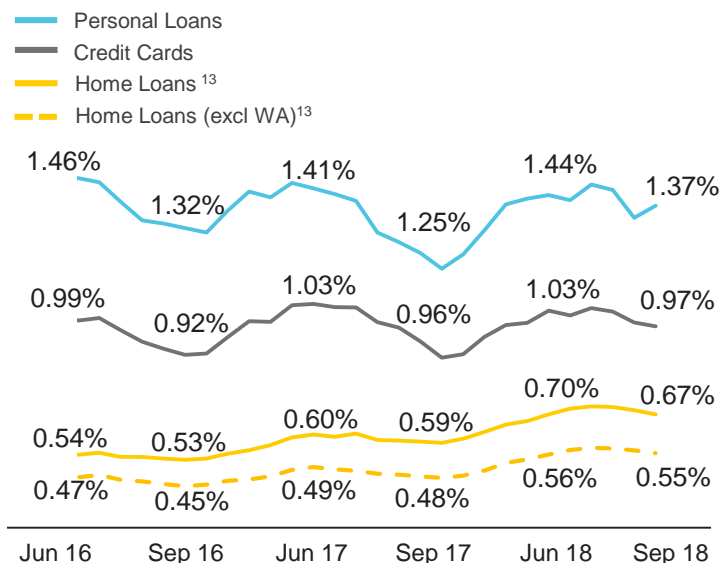 Personal Loans
Credit Cards
Home Loans 13
Home Loans (excl WA)13
1.46% 1.32% 1.41% 1.25% 1.44% 1.37%
0.99% 0.92% 1.03% 0.96% 1.03% 0.97%
0.54% 0.53% 0.60% 0.59% 0.70% 0.67%
0.47% 0.45% 0.49% 0.48% 0.56% 0.55%
Jun 16 Sep 16 Jun 17 Sep 17 Jun 18 Sep 18